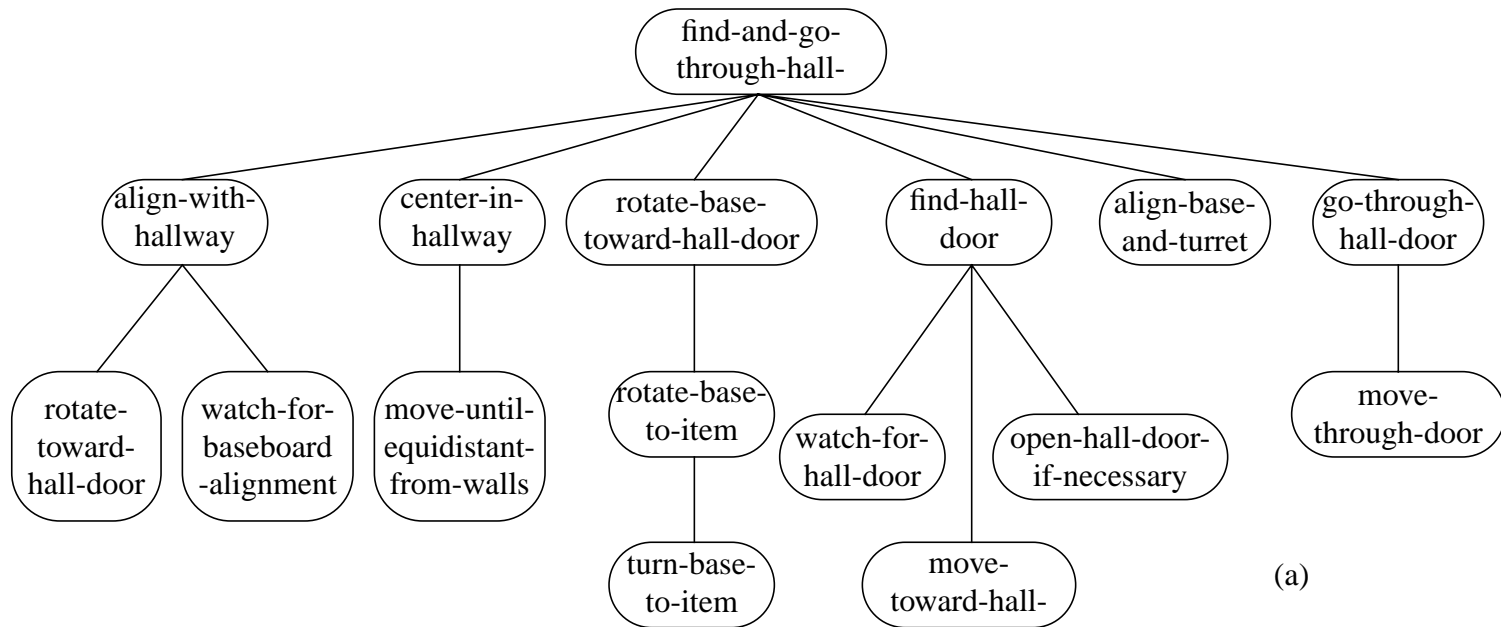 find-and-go-
through-hall-
align-with-
hallway
center-in-
hallway
rotate-base-
toward-hall-door
find-hall-
door
align-base-
and-turret
go-through-
hall-door
rotate-
toward-
hall-door
watch-for-
baseboard
-alignment
move-until-
equidistant-
from-walls
rotate-base-
to-item
watch-for-
hall-door
open-hall-door-
if-necessary
move-
through-door
turn-base-
to-item
move-
toward-hall-
(a)